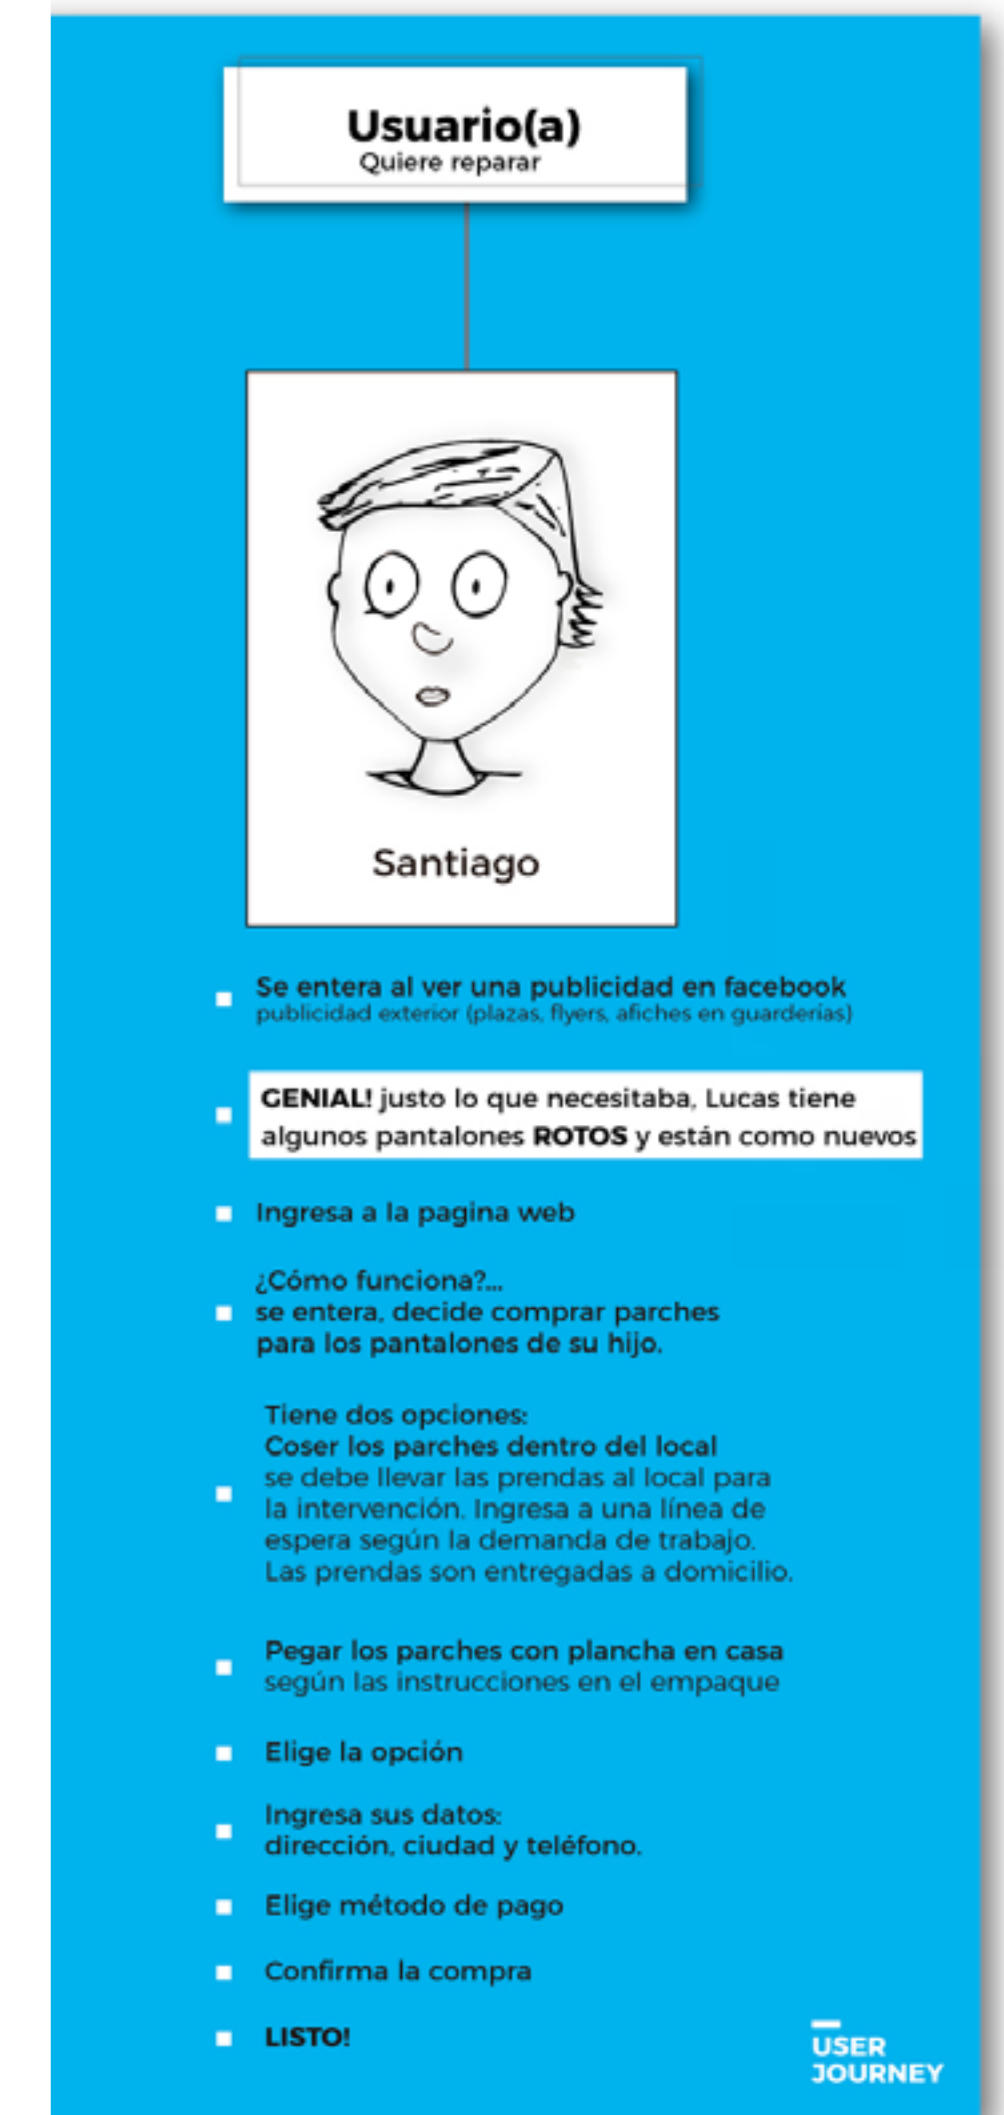 Usuario(a)
Quiere reparar
Santiago
Se entera al ver una publicidad en facebook
publicidad exterior (plazas, flyers, afiches en guarderías)
GENIAL! justo lo que necesitaba, Lucas tiene
algunos pantalones ROTOS y están como nuevos
Ingresa a la pagina web
¿Cómo funciona?...
se entera, decide comprar parches
para los pantalones de su hijo.
Tiene dos opciones:
Coser los parches dentro del local
se debe llevar las prendas al local para
la intervención. Ingresa a una línea de
espera según la demanda de trabajo.
Las prendas son entregadas a domicilio.
Pegar los parches con plancha en casa
según las instrucciones en el empaque
Elige la opción
Ingresa sus datos:
dirección, ciudad y teléfono.
Elige método de pago
Confirma la compra
LISTO!
USER
JOURNEY